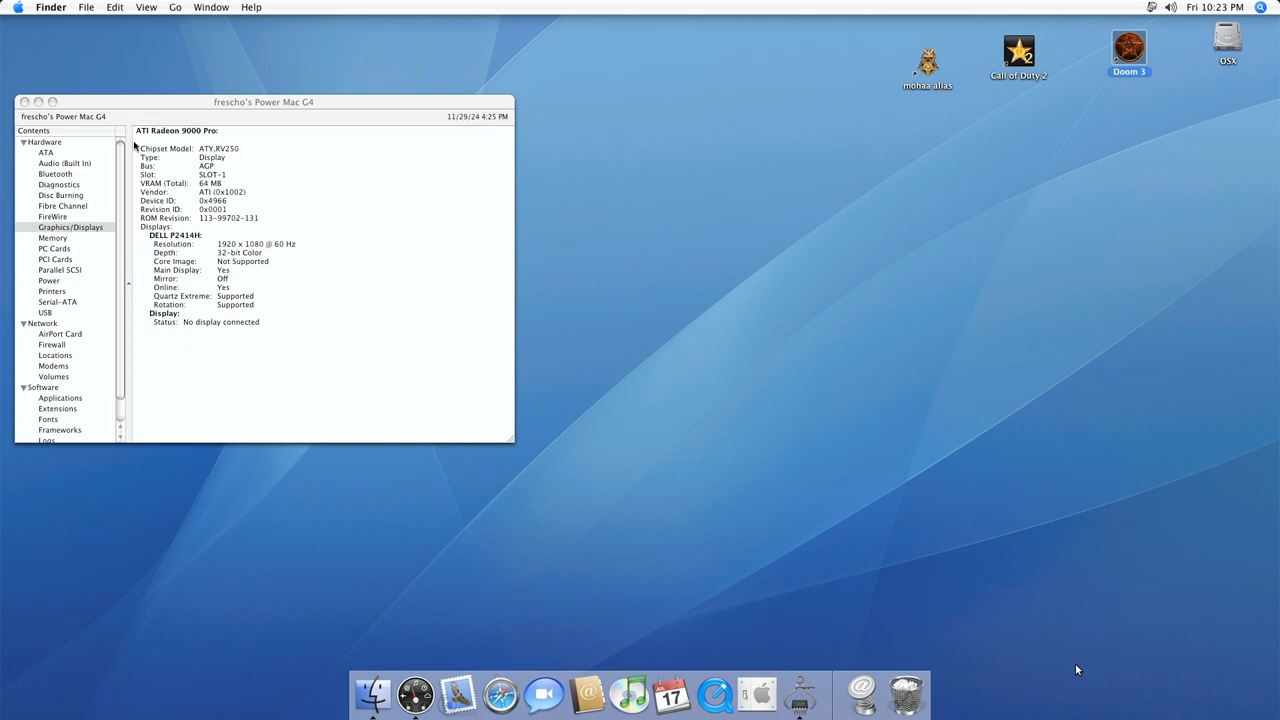 Finder File Edit View Go Window Help Fri 10:23 PM
mohaa alias
Call of Duty 2
Doom 3
OSX
frescho's Power Mac G4
frescho's Power Mac G4 11/29/24 4:25 PM
Contents
Hardware
ATA
Audio (Built In)
Bluetooth
Diagnostics
Disc Burning
Fibre Channel
FireWire
Graphics/Displays
Memory
PC Cards
PCI Cards
Parallel SCSI
Power
Printers
Serial-ATA
USB
Network
AirPort Card
Firewall
Locations
Modems
Volumes
Software
Applications
Extensions
Fonts
Frameworks
Logs
ATI Radeon 9000 Pro:
Chipset Model: ATY,RV250
Type: Display
Bus: AGP
Slot: SLOT-1
VRAM (Total): 64 MB
Vendor: ATI (0x1002)
Device ID: 0x4966
Revision ID: 0x0001
ROM Revision: 113-99702-131
Displays:
DELL P2414H:
Resolution: 1920 x 1080 @ 60 Hz
Depth: 32-bit Color
Core Image: Not Supported
Main Display: Yes
Mirror: Off
Online: Yes
Quartz Extreme: Supported
Rotation: Supported
Display:
Status: No display connected
JUL
17